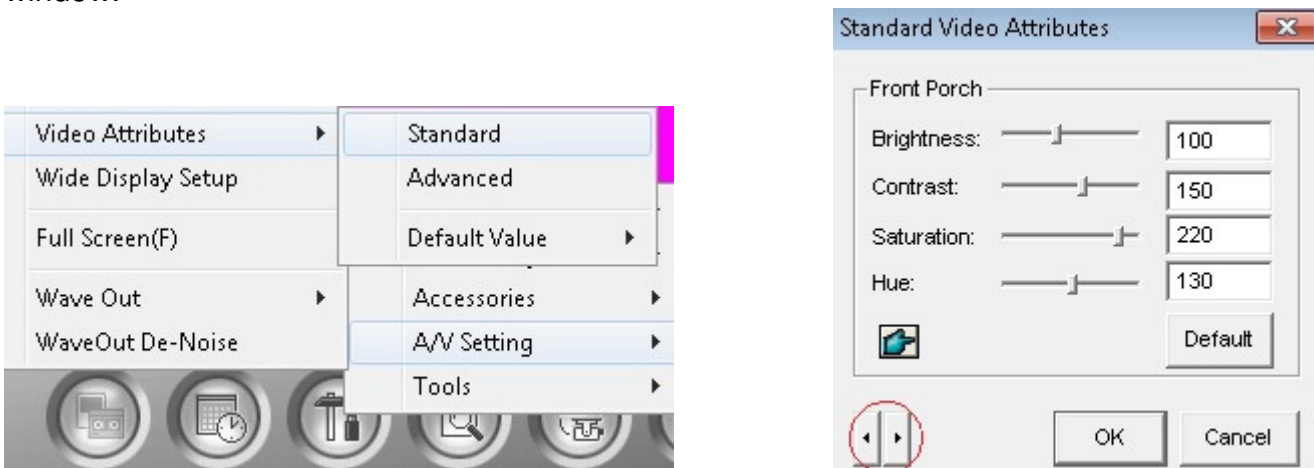 Video Attributes
Wide Display Setup
Full Screen(F)
Wave Out
WaveOut De-Noise
Standard
Advanced
Default Value
Accessories
A/V Setting
Tools
Standard Video Attributes
Front Porch
Brightness: 100
Contrast: 150
Saturation: 220
Hue: 130
Default
OK Cancel